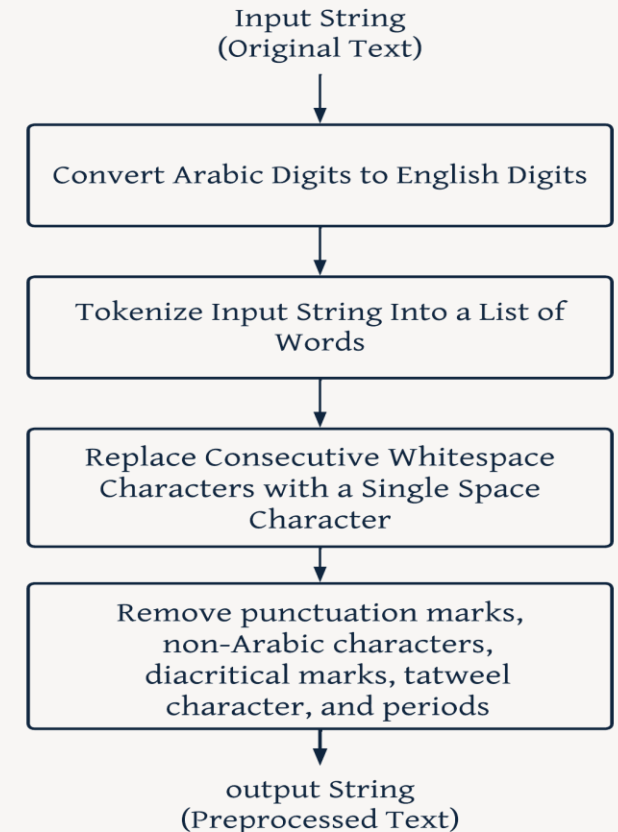 Input String
(Original Text)
Convert Arabic Digits to English Digits
Tokenize Input String Into a List of
Words
Replace Consecutive Whitespace
Characters with a Single Space
Character
Remove punctuation marks,
non-Arabic characters,
diacritical marks, tatweel
character, and periods
output String
(Preprocessed Text)